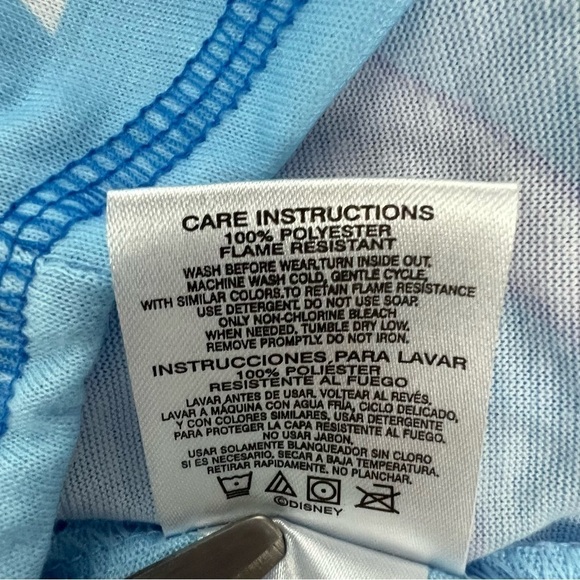 CARE INSTRUCTIONS
100% POLYESTER
FLAME RESISTANT
WASH BEFORE WEAR.TURN INSIDE OUT.
MACHINE WASH COLD, GENTLE CYCLE,
WITH SIMILAR COLORS.TO RETAIN FLAME RESISTANCE
USE DETERGENT. DO NOT USE SOAP.
ONLY NON-CHLORINE BLEACH
WHEN NEEDED, TUMBLE DRY LOW.
REMOVE PROMPTLY. DO NOT IRON.
INSTRUCCIONES PARA LAVAR
100% POLIÉSTER
RESISTENTE AL FUEGO
LAVAR ANTES DE USAR. VOLTEAR AL REVÉS.
LAVAR A MAQUINA CON AGUA FRÍA, CICLO DELICADO,
Y CON COLORES SIMILARES. USAR DETERGENTE
PARA PROTEGER LA CAPA RESISTENTE AL FUEGO.
NO USAR JABON.
USAR SOLAMENTE BLANQUEADOR SIN CLORO
SI ES NECESARIO. SECAR A BAJA TEMPERATURA.
RETIRAR RAPIDAMENTE. NO PLANCHAR.
©DISNEY